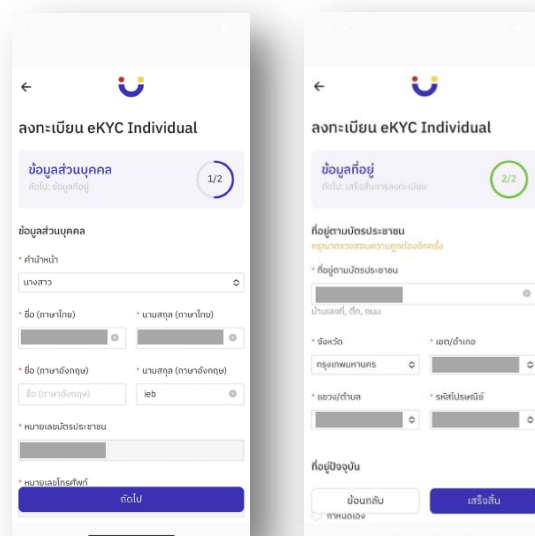 ลงทะเบียน eKYC Individual
ข้อมูลส่วนบุคคล
ถัดไป: ข้อมูลที่อยู่
1/2
ข้อมูลส่วนบุคคล
* คำนำหน้า
นางสาว
* ชื่อ (ภาษาไทย) * นามสกุล (ภาษาไทย)
* ชื่อ (ภาษาอังกฤษ) * นามสกุล (ภาษาอังกฤษ)
ชื่อ (ภาษาอังกฤษ) ieb
* หมายเลขบัตรประชาชน
* หมายเลขโทรศัพท์
ถัดไป
ลงทะเบียน eKYC Individual
ข้อมูลที่อยู่
ถัดไป: เสร็จสิ้นการลงทะเบียน
2/2
ที่อยู่ตามบัตรประชาชน
กรุณาตรวจสอบความถูกต้องอีกครั้ง
* ที่อยู่ตามบัตรประชาชน
บ้านเลขที่, ตึก, ถนน
* จังหวัด * เขต/อำเภอ
กรุงเทพมหานคร
* แขวง/ตำบล * รหัสไปรษณีย์
ที่อยู่ปัจจุบัน
ย้อนกลับ เสร็จสิ้น
กำหนดเอง